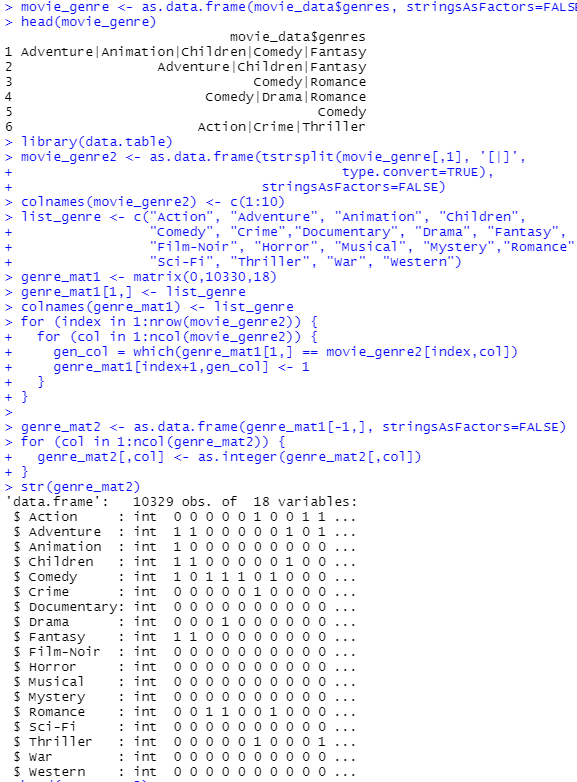 > movie_genre <- as.data.frame(movie_data$genres, stringsAsFactors=FALSE
> head(movie_genre)
                           movie_data$genres
1 Adventure|Animation|Children|Comedy|Fantasy
2                  Adventure|Children|Fantasy
3                              Comedy|Romance
4                        Comedy|Drama|Romance
5                                      Comedy
6                       Action|Crime|Thriller
> library(data.table)
> movie_genre2 <- as.data.frame(tstrsplit(movie_genre[,1], '[|]',
+                                         type.convert=TRUE),
+                               stringsAsFactors=FALSE)
> colnames(movie_genre2) <- c(1:10)
> list_genre <- c("Action", "Adventure", "Animation", "Children",
+                 "Comedy", "Crime","Documentary", "Drama", "Fantasy",
+                 "Film-Noir", "Horror", "Musical", "Mystery","Romance"
+                 "Sci-Fi", "Thriller", "War", "Western")
> genre_mat1 <- matrix(0,10330,18)
> genre_mat1[1,] <- list_genre
> colnames(genre_mat1) <- list_genre
> for (index in 1:nrow(movie_genre2)) {
+   for (col in 1:ncol(movie_genre2)) {
+     gen_col = which(genre_mat1[1,] == movie_genre2[index,col])
+     genre_mat1[index+1,gen_col] <- 1
+   }
+ }
>
> genre_mat2 <- as.data.frame(genre_mat1[-1,], stringsAsFactors=FALSE)
> for (col in 1:ncol(genre_mat2)) {
+   genre_mat2[,col] <- as.integer(genre_mat2[,col])
+ }
> str(genre_mat2)
'data.frame':	10329 obs. of  18 variables:
 $ Action     : int  0 0 0 0 0 1 0 0 1 1 ...
 $ Adventure  : int  1 1 0 0 0 0 0 1 0 1 ...
 $ Animation  : int  1 0 0 0 0 0 0 0 0 0 ...
 $ Children   : int  1 1 0 0 0 0 0 1 0 0 ...
 $ Comedy     : int  1 0 1 1 1 0 1 0 0 0 ...
 $ Crime      : int  0 0 0 0 0 1 0 0 0 0 ...
 $ Documentary: int  0 0 0 0 0 0 0 0 0 0 ...
 $ Drama      : int  0 0 0 1 0 0 0 0 0 0 ...
 $ Fantasy    : int  1 1 0 0 0 0 0 0 0 0 ...
 $ Film-Noir  : int  0 0 0 0 0 0 0 0 0 0 ...
 $ Horror     : int  0 0 0 0 0 0 0 0 0 0 ...
 $ Musical    : int  0 0 0 0 0 0 0 0 0 0 ...
 $ Mystery    : int  0 0 0 0 0 0 0 0 0 0 ...
 $ Romance    : int  0 0 1 1 0 0 1 0 0 0 ...
 $ Sci-Fi     : int  0 0 0 0 0 0 0 0 0 0 ...
 $ Thriller   : int  0 0 0 0 0 1 0 0 0 1 ...
 $ War        : int  0 0 0 0 0 0 0 0 0 0 ...
 $ Western    : int  0 0 0 0 0 0 0 0 0 0 ...